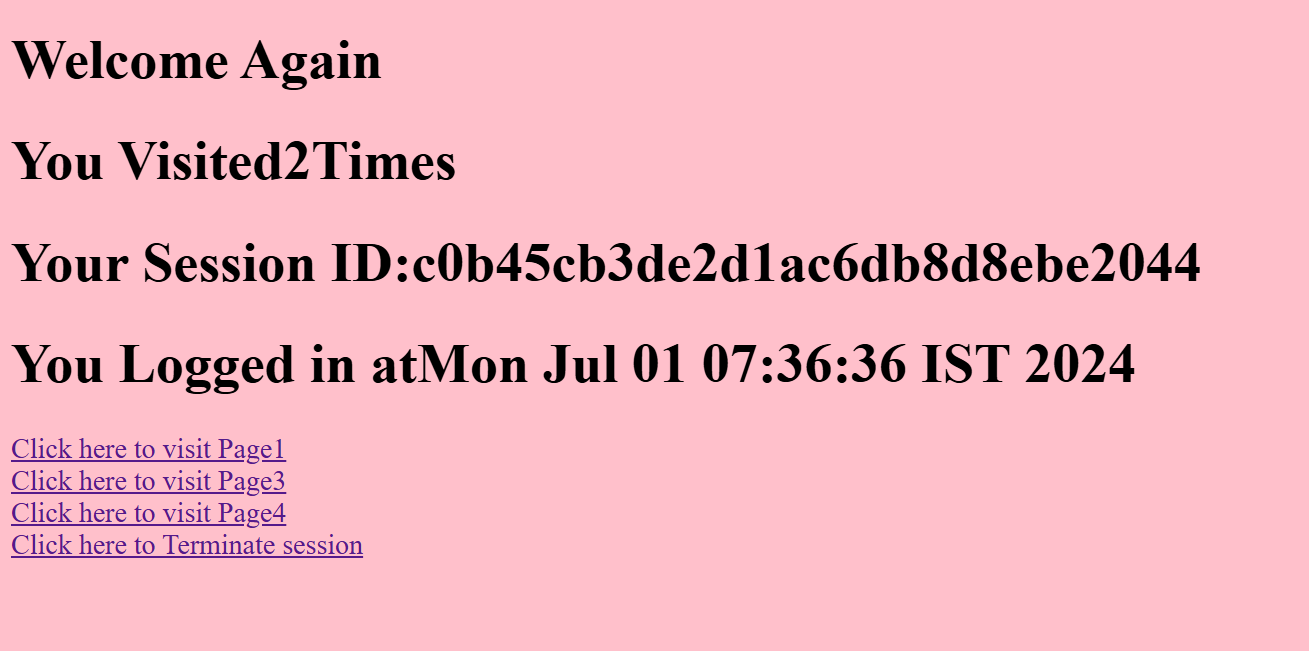 Welcome Again
You Visited2Times
Your Session ID:c0b45cb3de2d1ac6db8d8ebe2044
You Logged in atMon Jul 01 07:36:36 IST 2024
Click here to visit Page1
Click here to visit Page3
Click here to visit Page4
Click here to Terminate session